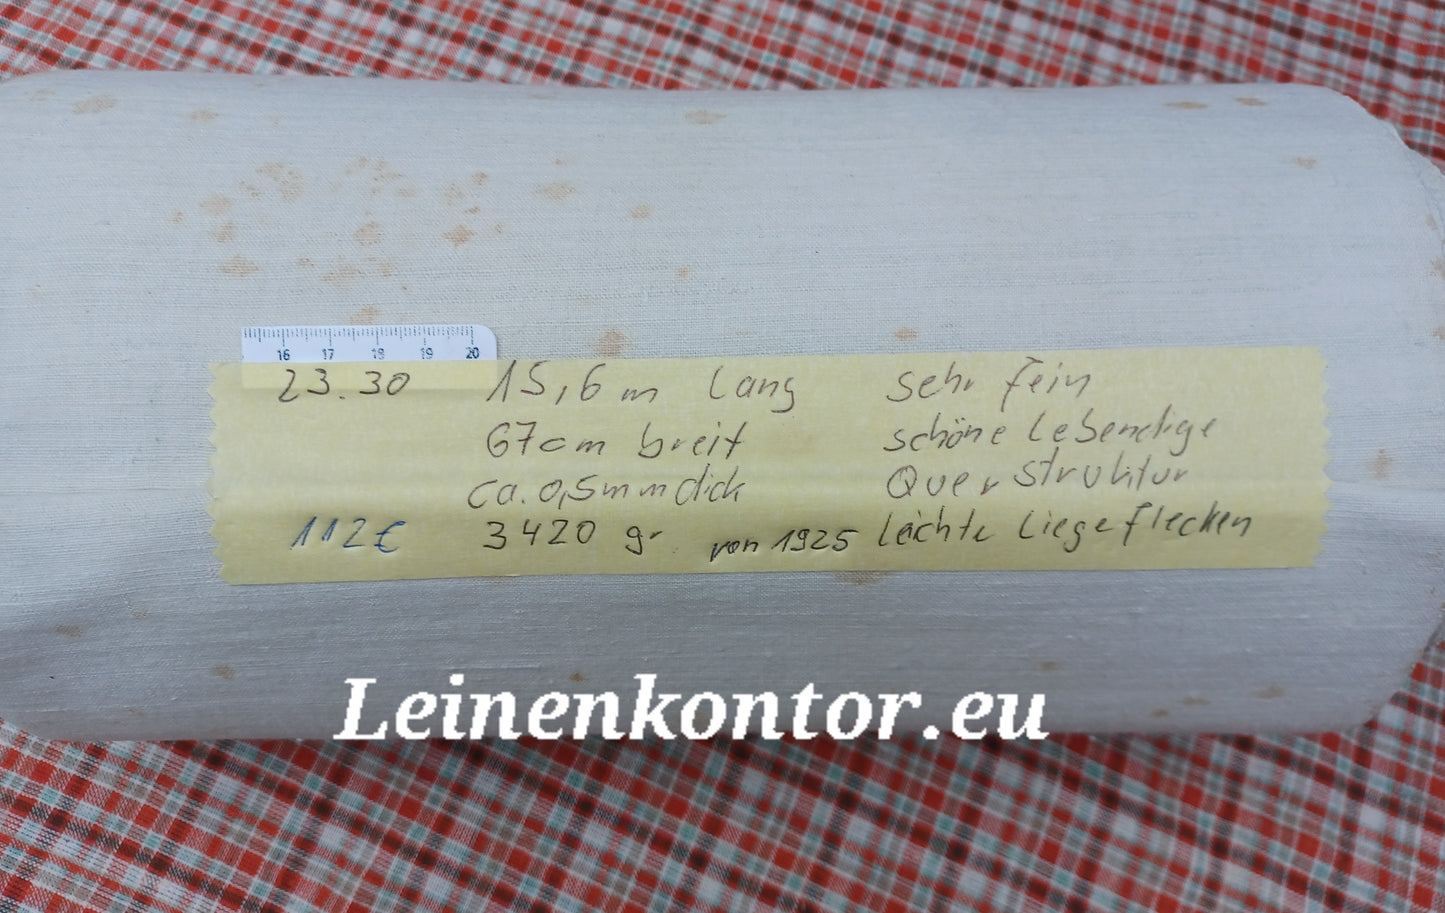 16 17 18 19 20
23.30 15,6 m lang sehr fein
67cm breit schöne lebendige
ca. 0,5mm dick Querstruktur
112€ 3420 gr. von 1925 leichte Liegeflecken
Leinenkontor.eu